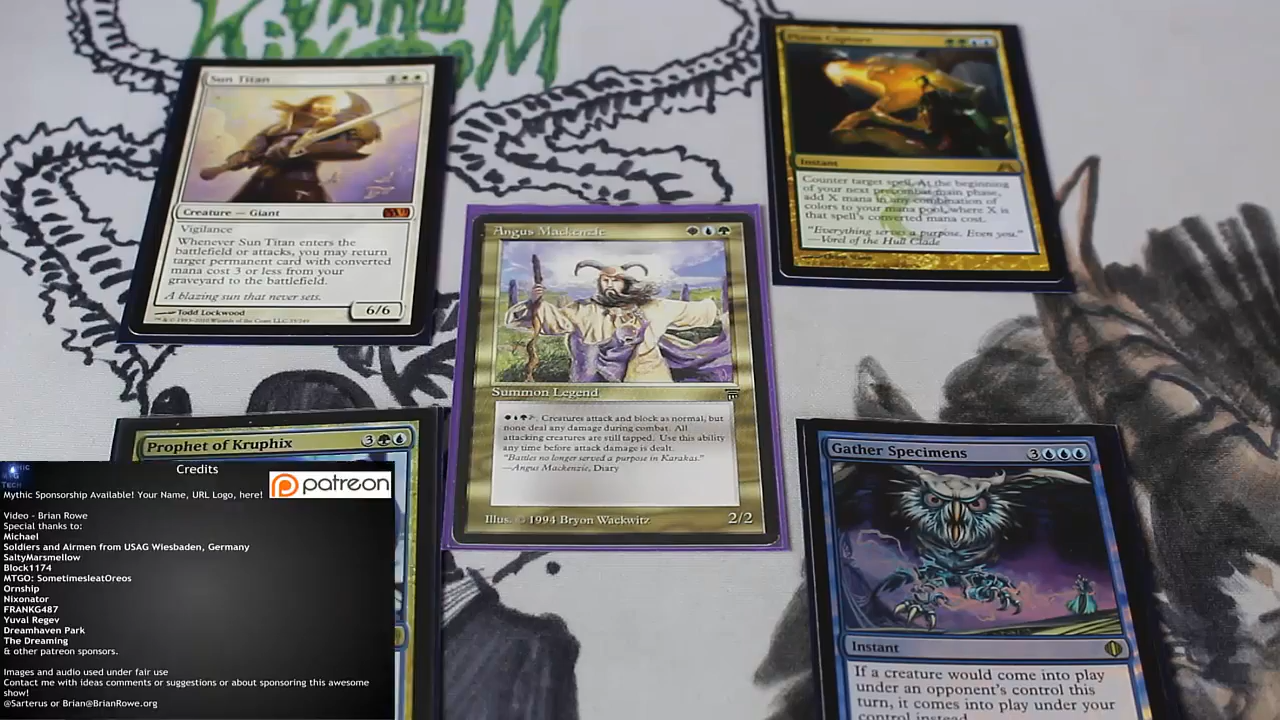 KINGDOM
Sun Titan
4
Creature — Giant
M11
Vigilance
Whenever Sun Titan enters the
battlefield or attacks, you may return
target permanent card with converted
mana cost 3 or less from your
graveyard to the battlefield.
A blazing sun that never sets.
6/6
Todd Lockwood
Plasm Capture
Instant
Counter target spell. At the beginning
of your next precombat main phase,
add X mana in any combination of
colors to your mana pool, where X is
that spell's converted mana cost.
"Everything serves a purpose. Even you."
—Vorel of the Hull Clade
Angus Mackenzie
Summon Legend
Creatures attack and block as normal, but
none deal any damage during combat. All
attacking creatures are still tapped. Use this ability
any time before attack damage is dealt.
"Battles no longer served a purpose in Karakas."
—Angus Mackenzie, Diary
Illus. © 1994 Bryon Wackwitz
2/2
Prophet of Kruphix
3
Gather Specimens
3
Instant
If a creature would come into play
under an opponent's control this
turn, it comes into play under your
control instead.
Credits
TECH
patreon
Mythic Sponsorship Available! Your Name, URL Logo, here!
Video - Brian Rowe
Special thanks to:
Michael
Soldiers and Airmen from USAG Wiesbaden, Germany
SaltyMarsmellow
Block1174
MTGO: SometimesIeatOreos
Ornship
Nixonator
FRANKG487
Yuval Regev
Dreamhaven Park
The Dreaming
& other patreon sponsors.
Images and audio used under fair use
Contact me with ideas comments or suggestions or about sponsoring this awesome
show!
@Sarterus or Brian@BrianRowe.org